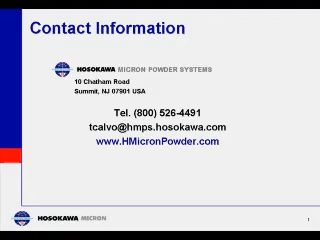 Contact Information
HOSOKAWA MICRON POWDER SYSTEMS
10 Chatham Road
Summit, NJ 07901 USA
Tel. (800) 526-4491
tcalvo@hmps.hosokawa.com
www.HMicronPowder.com
HOSOKAWA MICRON
1